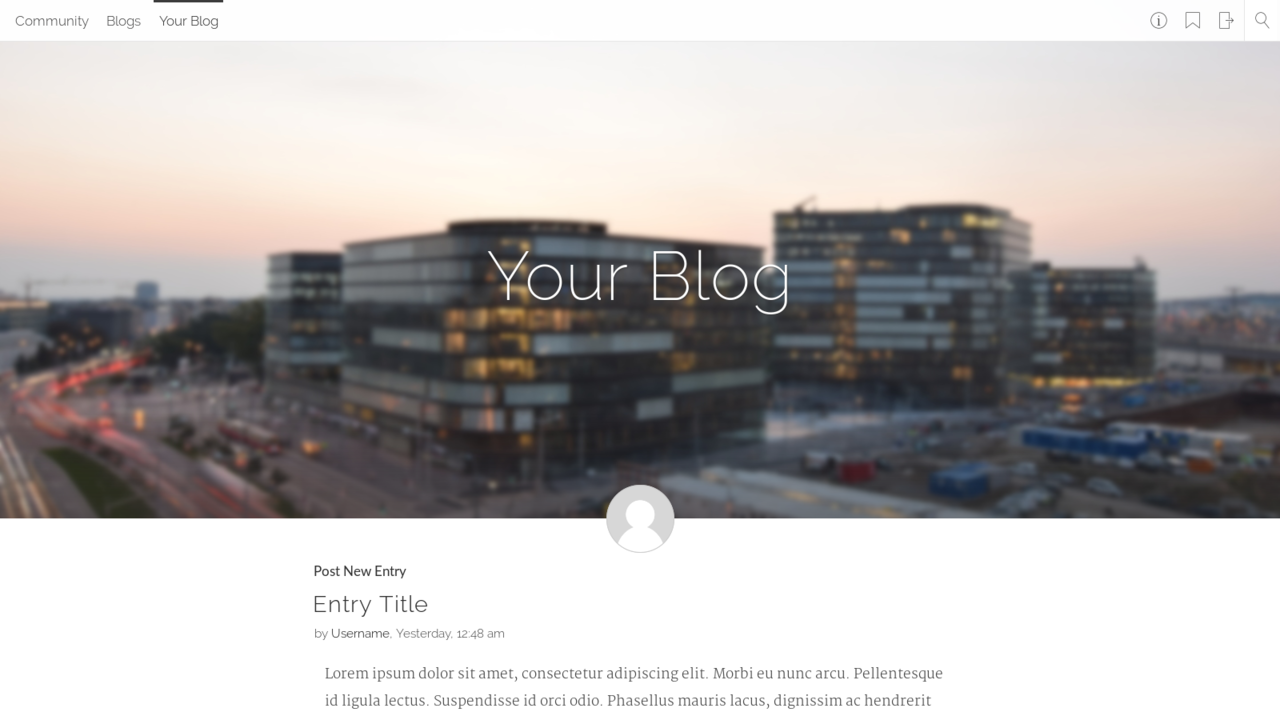 Community Blogs Your Blog
Your Blog
Post New Entry
Entry Title
by Username, Yesterday, 12:48 am
Lorem ipsum dolor sit amet, consectetur adipiscing elit. Morbi eu nunc arcu. Pellentesque
id ligula lectus. Suspendisse id orci odio. Phasellus mauris lacus, dignissim ac hendrerit